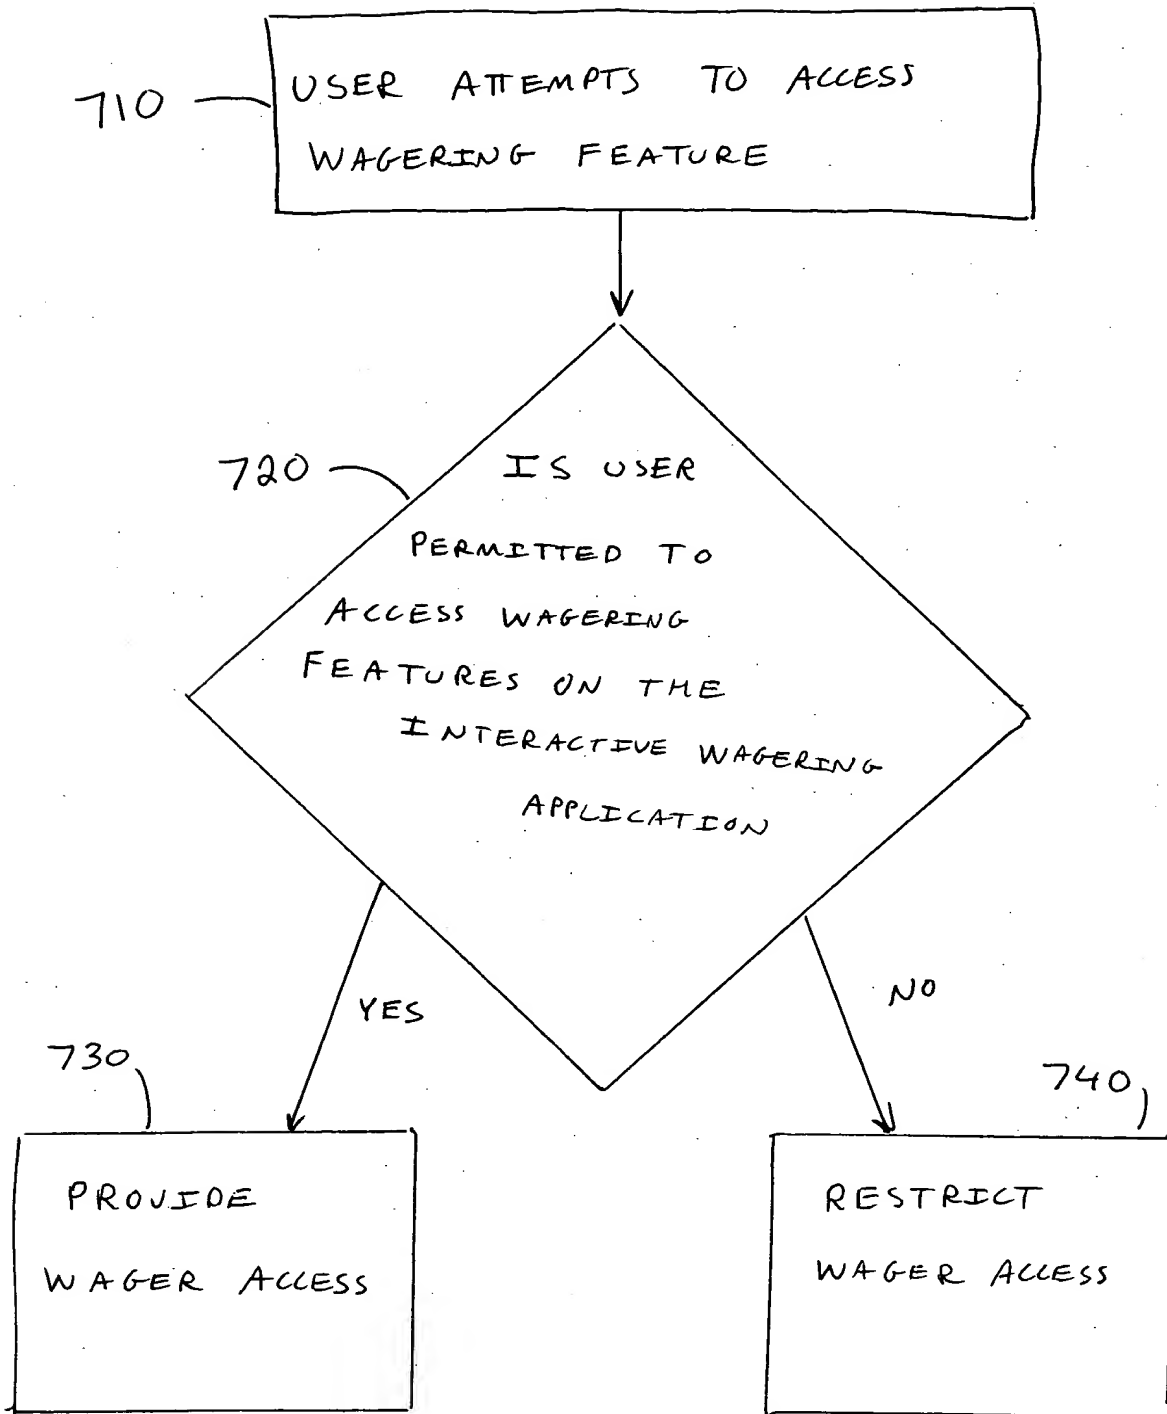 710
USER ATTEMPTS TO ACCESS
WAGERING FEATURE
720
IS USER
PERMITTED TO
ACCESS WAGERING
FEATURES ON THE
INTERACTIVE WAGERING
APPLICATION
YES
NO
730
740
PROVIDE
WAGER ACCESS
RESTRICT
WAGER ACCESS